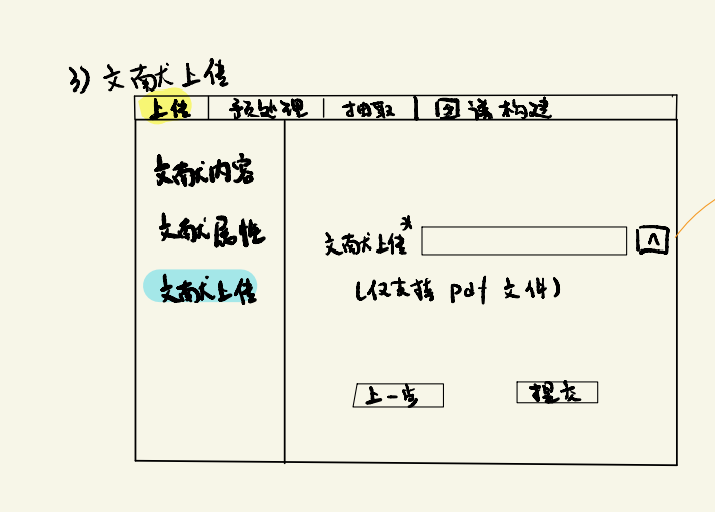 3) 文献上传
上传 预处理 抽取 图谱构建
文献内容
文献属性
文献上传
文献上传* ^
(仅支持 pdf 文件)
上一步 提交